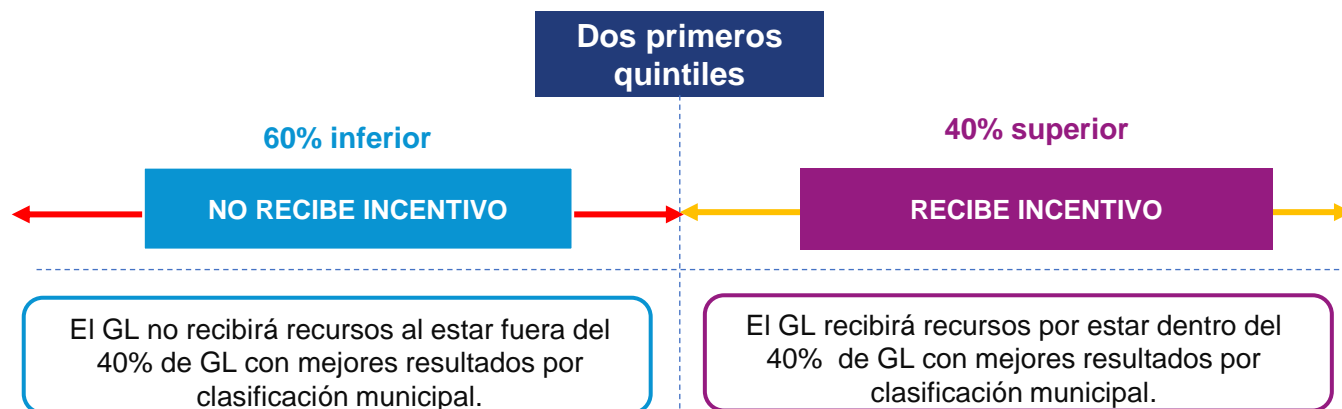 Dos primeros
quintiles
60% inferior
40% superior
NO RECIBE INCENTIVO
RECIBE INCENTIVO
El GL no recibirá recursos al estar fuera del
40% de GL con mejores resultados por
clasificación municipal.
El GL recibirá recursos por estar dentro del
40% de GL con mejores resultados por
clasificación municipal.